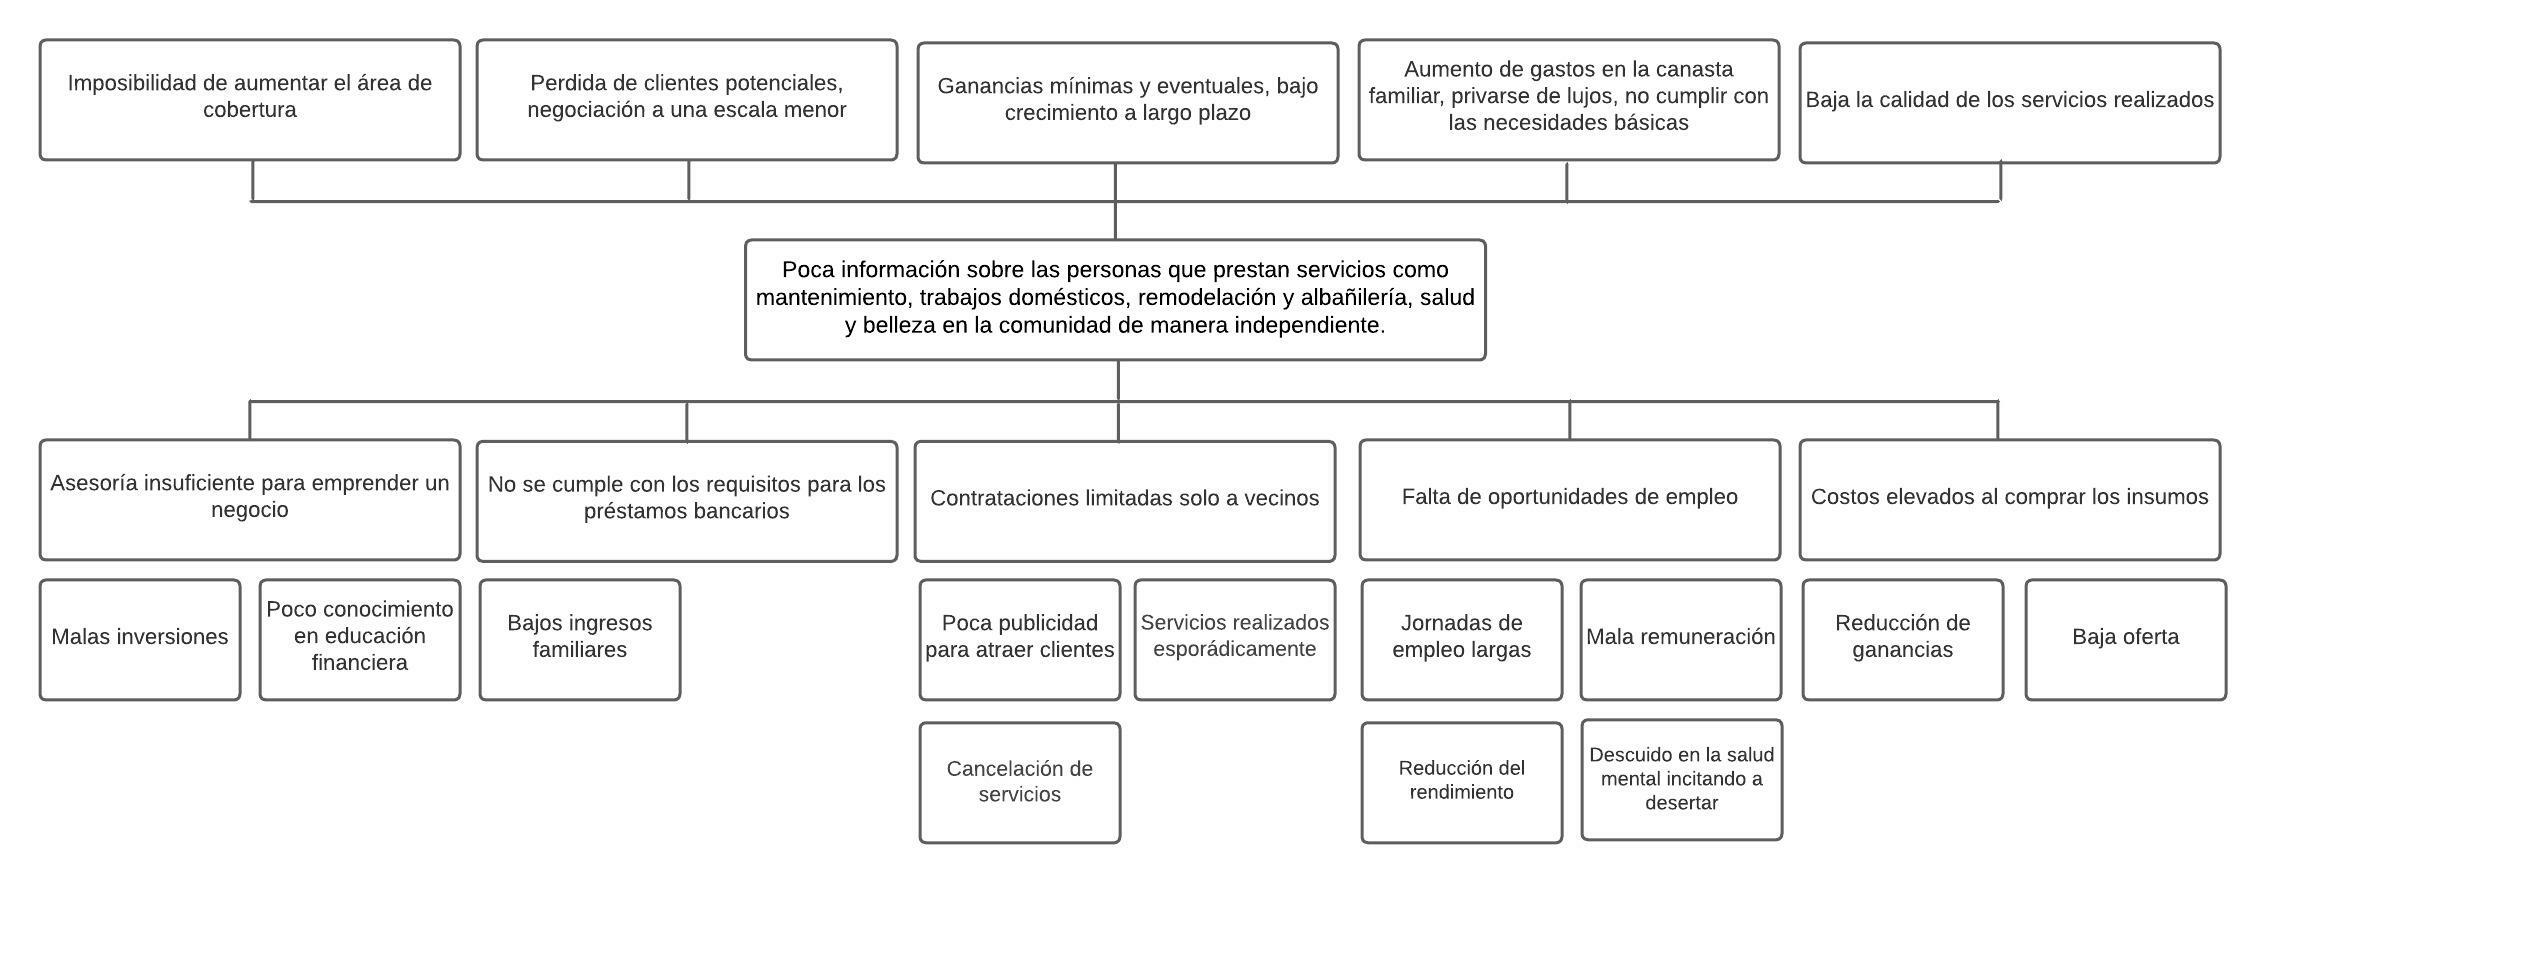 Imposibilidad de aumentar el área de
cobertura
Perdida de clientes potenciales,
negociación a una escala menor
Ganancias mínimas y eventuales, bajo
crecimiento a largo plazo
Aumento de gastos en la canasta
familiar, privarse de lujos, no cumplir con
las necesidades básicas
Baja la calidad de los servicios realizados
Poca información sobre las personas que prestan servicios como
mantenimiento, trabajos domésticos, remodelación y albañilería, salud
y belleza en la comunidad de manera independiente.
Asesoría insuficiente para emprender un
negocio
No se cumple con los requisitos para los
préstamos bancarios
Contrataciones limitadas solo a vecinos
Falta de oportunidades de empleo
Costos elevados al comprar los insumos
Malas inversiones
Poco conocimiento
en educación
financiera
Bajos ingresos
familiares
Poca publicidad
para atraer clientes
Servicios realizados
esporádicamente
Jornadas de
empleo largas
Mala remuneración
Reducción de
ganancias
Baja oferta
Cancelación de
servicios
Reducción del
rendimiento
Descuido en la salud
mental incitando a
desertar